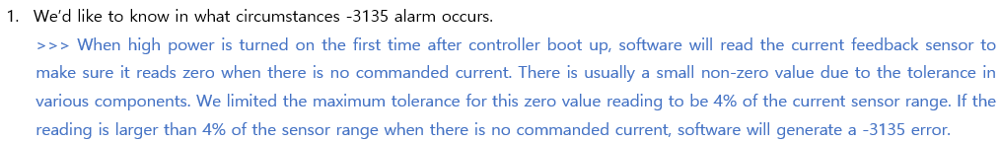 1. We’d like to know in what circumstances -3135 alarm occurs.
>>> When high power is turned on the first time after controller boot up, software will read the current feedback sensor to
make sure it reads zero when there is no commanded current. There is usually a small non-zero value due to the tolerance in
various components. We limited the maximum tolerance for this zero value reading to be 4% of the current sensor range. If the
reading is larger than 4% of the sensor range when there is no commanded current, software will generate a -3135 error.